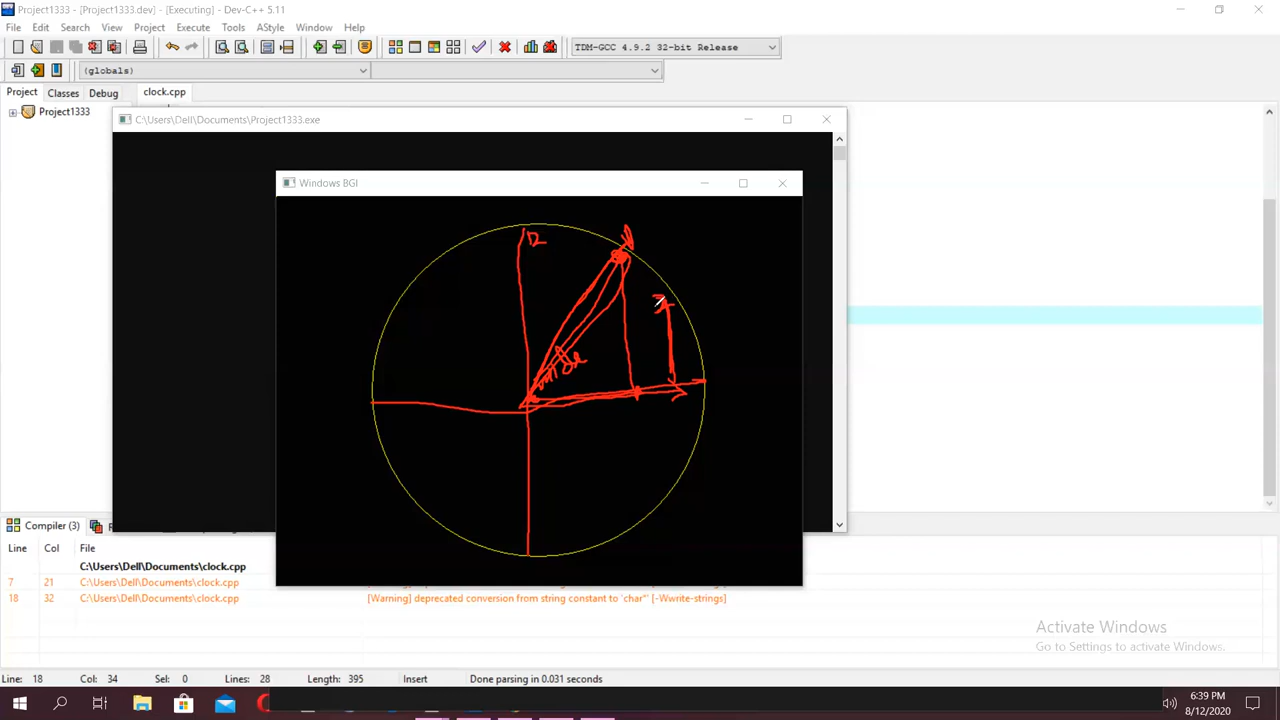 Project1333 - [Project1333.dev] - [Executing] - Dev-C++ 5.11
File Edit Search View Project Execute Tools AStyle Window Help
TDM-GCC 4.9.2 32-bit Release
(globals)
Project Classes Debug clock.cpp
Project1333
C:\Users\Dell\Documents\Project1333.exe
Windows BGI
12
Compiler (3)
Line Col File
C:\Users\Dell\Documents\clock.cpp
7 21 C:\Users\Dell\Documents\clock.cpp
18 32 C:\Users\Dell\Documents\clock.cpp [Warning] deprecated conversion from string constant to 'char*' [-Wwrite-strings]
Activate Windows
Go to Settings to activate Windows.
Line: 18 Col: 34 Sel: 0 Lines: 28 Length: 395 Insert Done parsing in 0.031 seconds
6:39 PM
8/12/2020